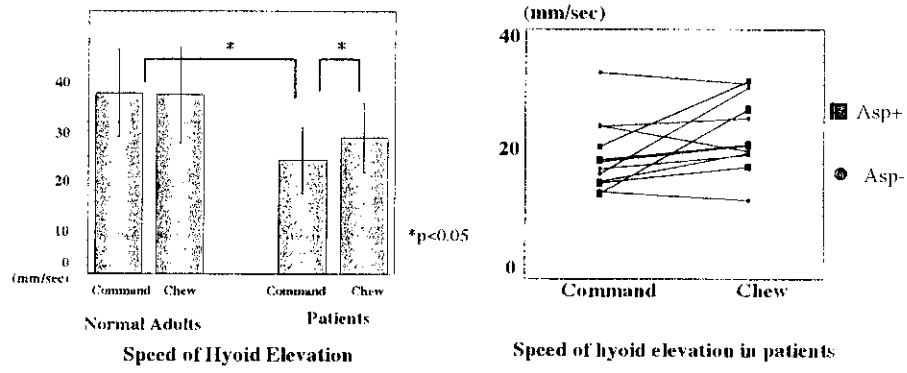 40
30
20
10
0
(mm/sec)
*
*
*p<0.05
Command Chew Command Chew
Normal Adults Patients
Speed of Hyoid Elevation
(mm/sec)
40
20
0
Asp+
Asp-
Command Chew
Speed of hyoid elevation in patients